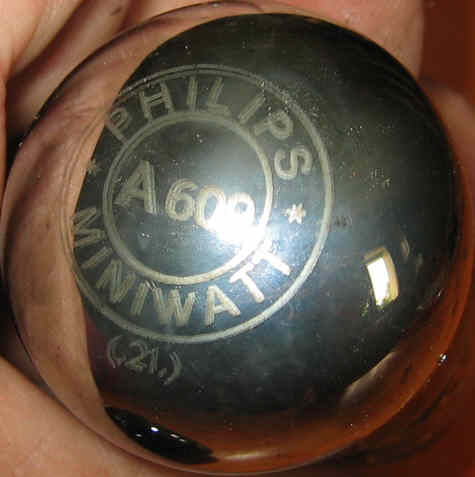 PHILIPS
* A609 *
MINIWATT
(.21.)